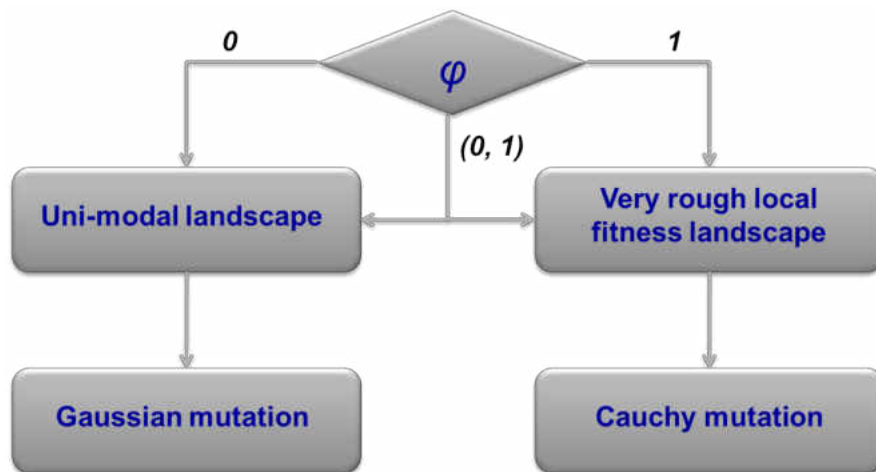 0
1
φ
(0, 1)
Uni-modal landscape
Very rough local
fitness landscape
Gaussian mutation
Cauchy mutation